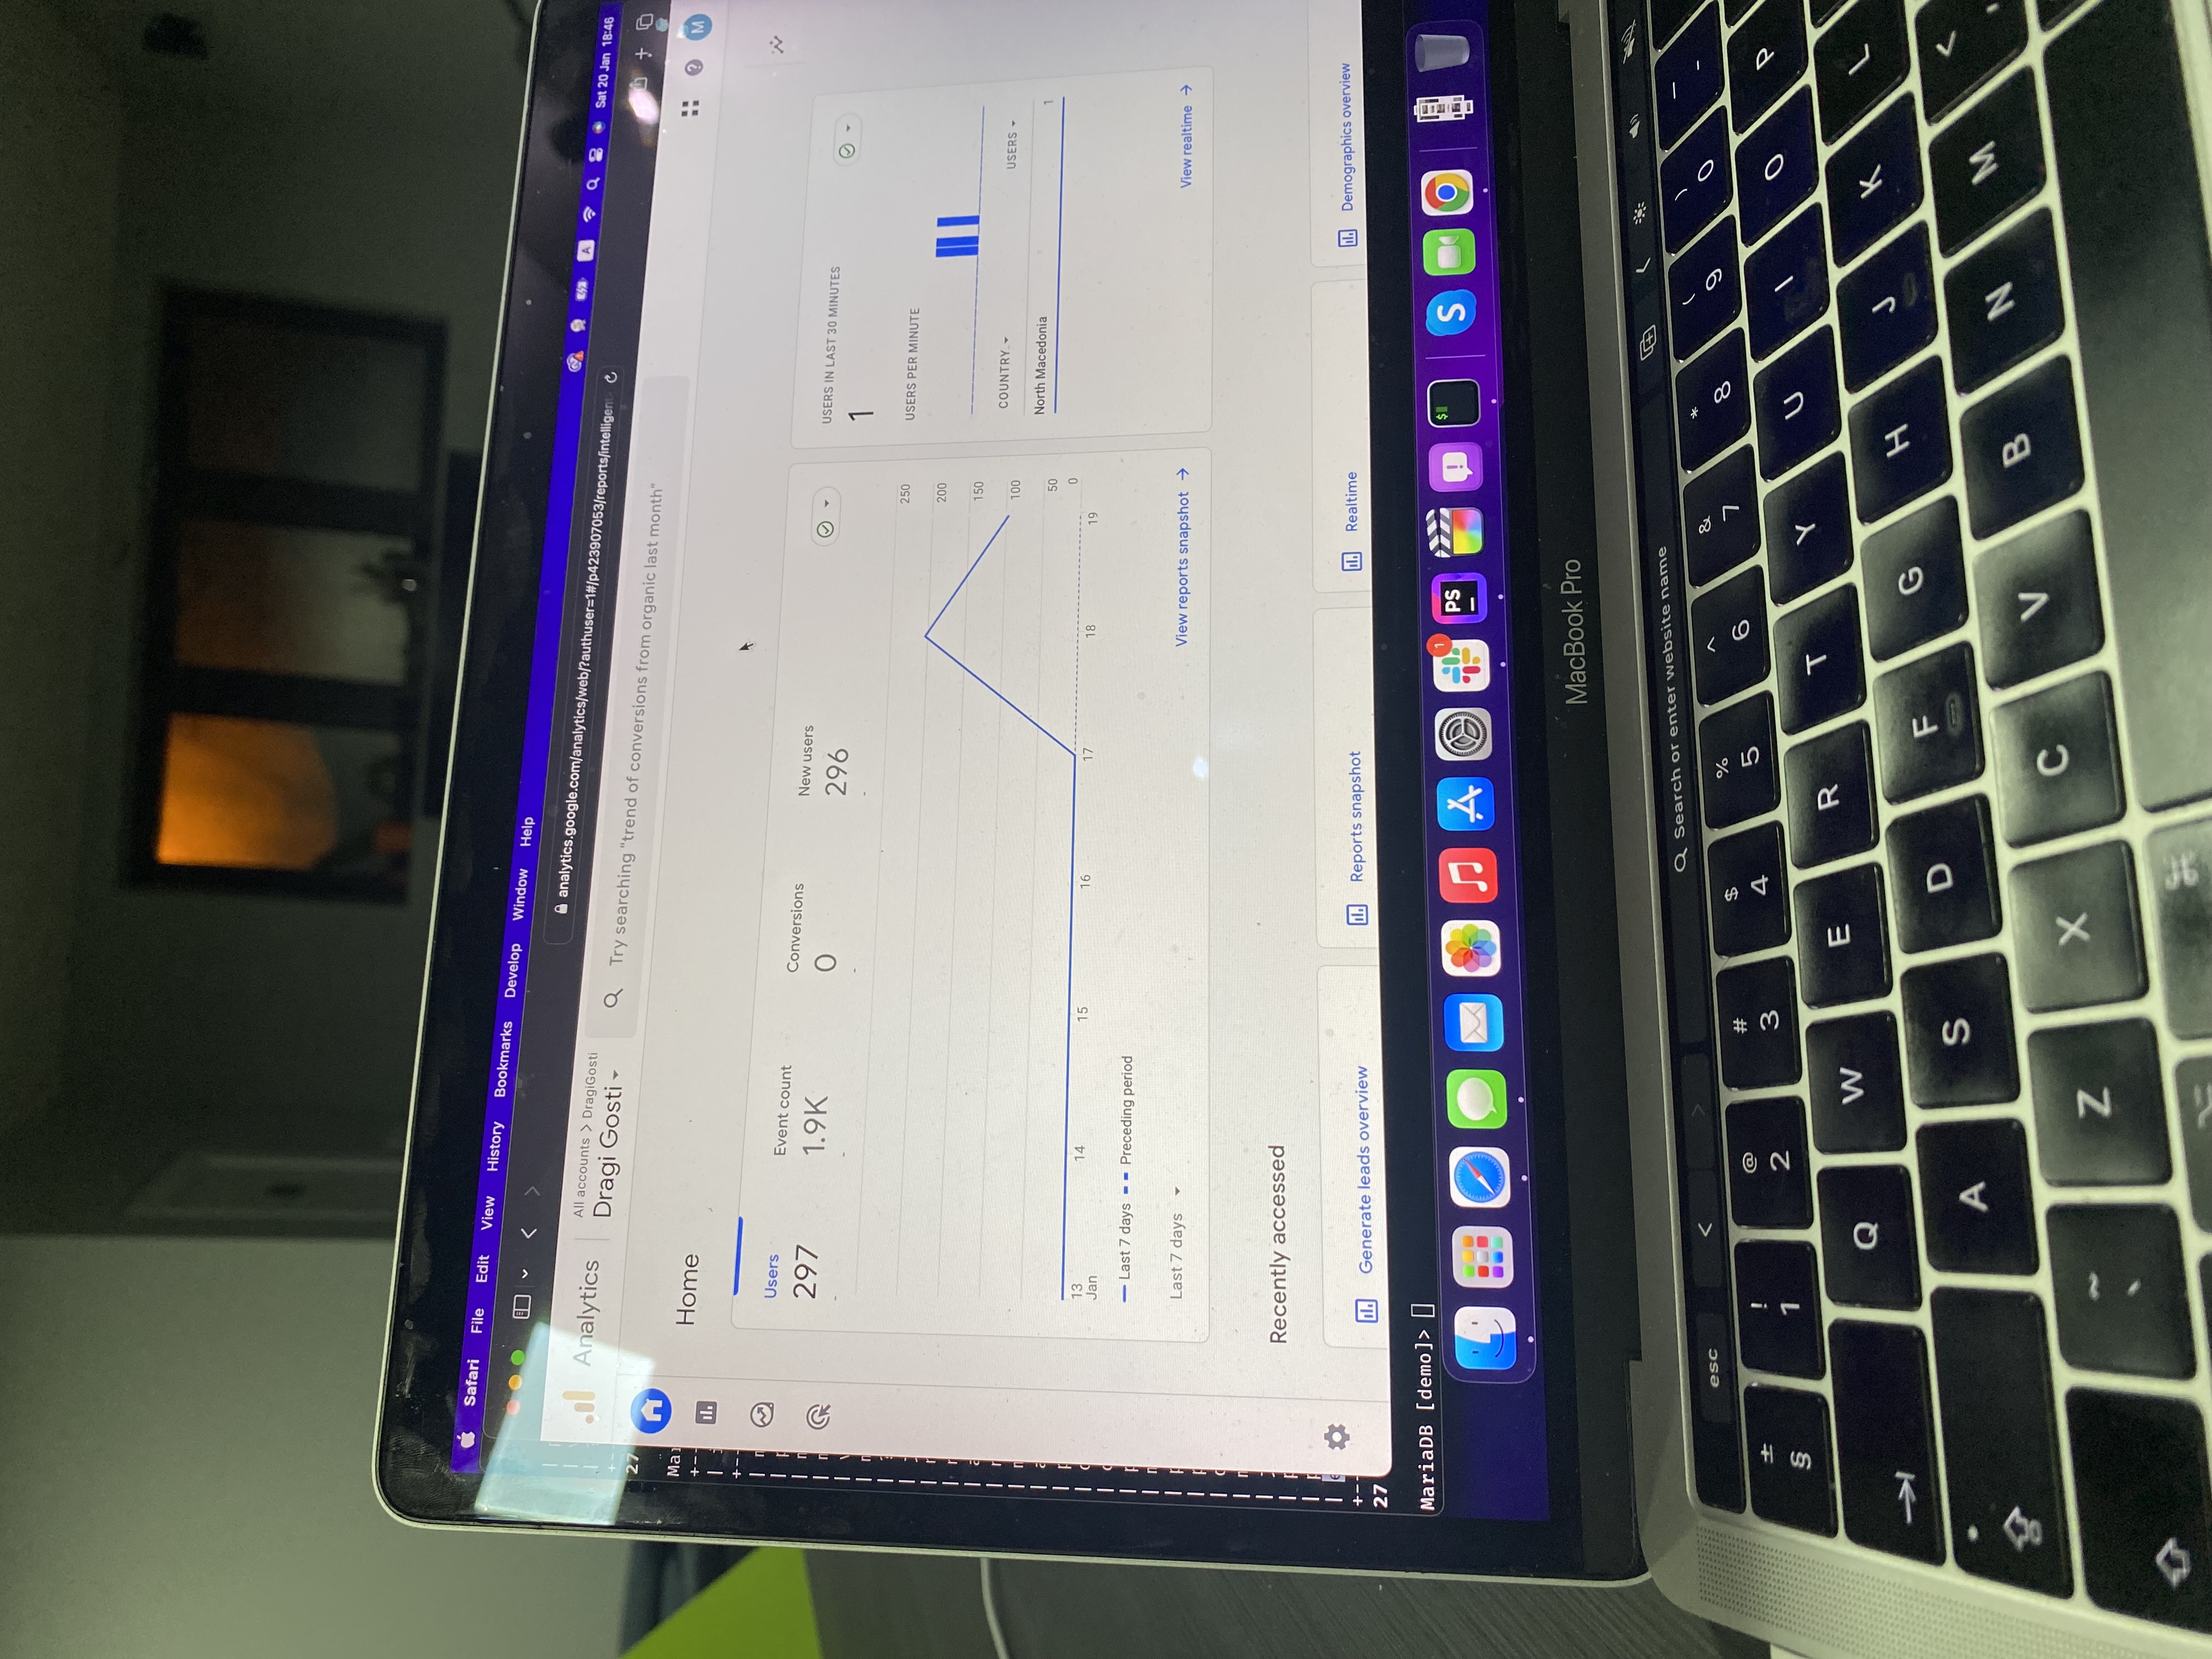 Safari File Edit View History Bookmarks Develop Window Help
A Sat 20 Jan 18:46
analytics.google.com/analytics/web/?authuser=1#/p423907053/reports/intelligen
Analytics
All accounts > DragiGosti
Dragi Gosti
Try searching "trend of conversions from organic last month"
M
Home
Users
297
-
Event count
1.9K
-
Conversions
0
-
New users
296
-
250
200
150
100
50
0
13 14 15 16 17 18 19
Jan
Last 7 days Preceding period
Last 7 days
View reports snapshot
USERS IN LAST 30 MINUTES
1
USERS PER MINUTE
COUNTRY USERS
North Macedonia 1
View realtime
Recently accessed
Generate leads overview
Reports snapshot
Realtime
Demographics overview
27
27
MariaDB [demo]>
1
PS
$
S
MacBook Pro
esc < > Search or enter website name
± ! @ # $ % ^ & * ( ) _
§ 1 2 3 4 5 6 7 8 9 0 -
Q W E R T Y U I O P
A S D F G H J K L
~ <
` Z X C V B N M ,
⌥ ⌘